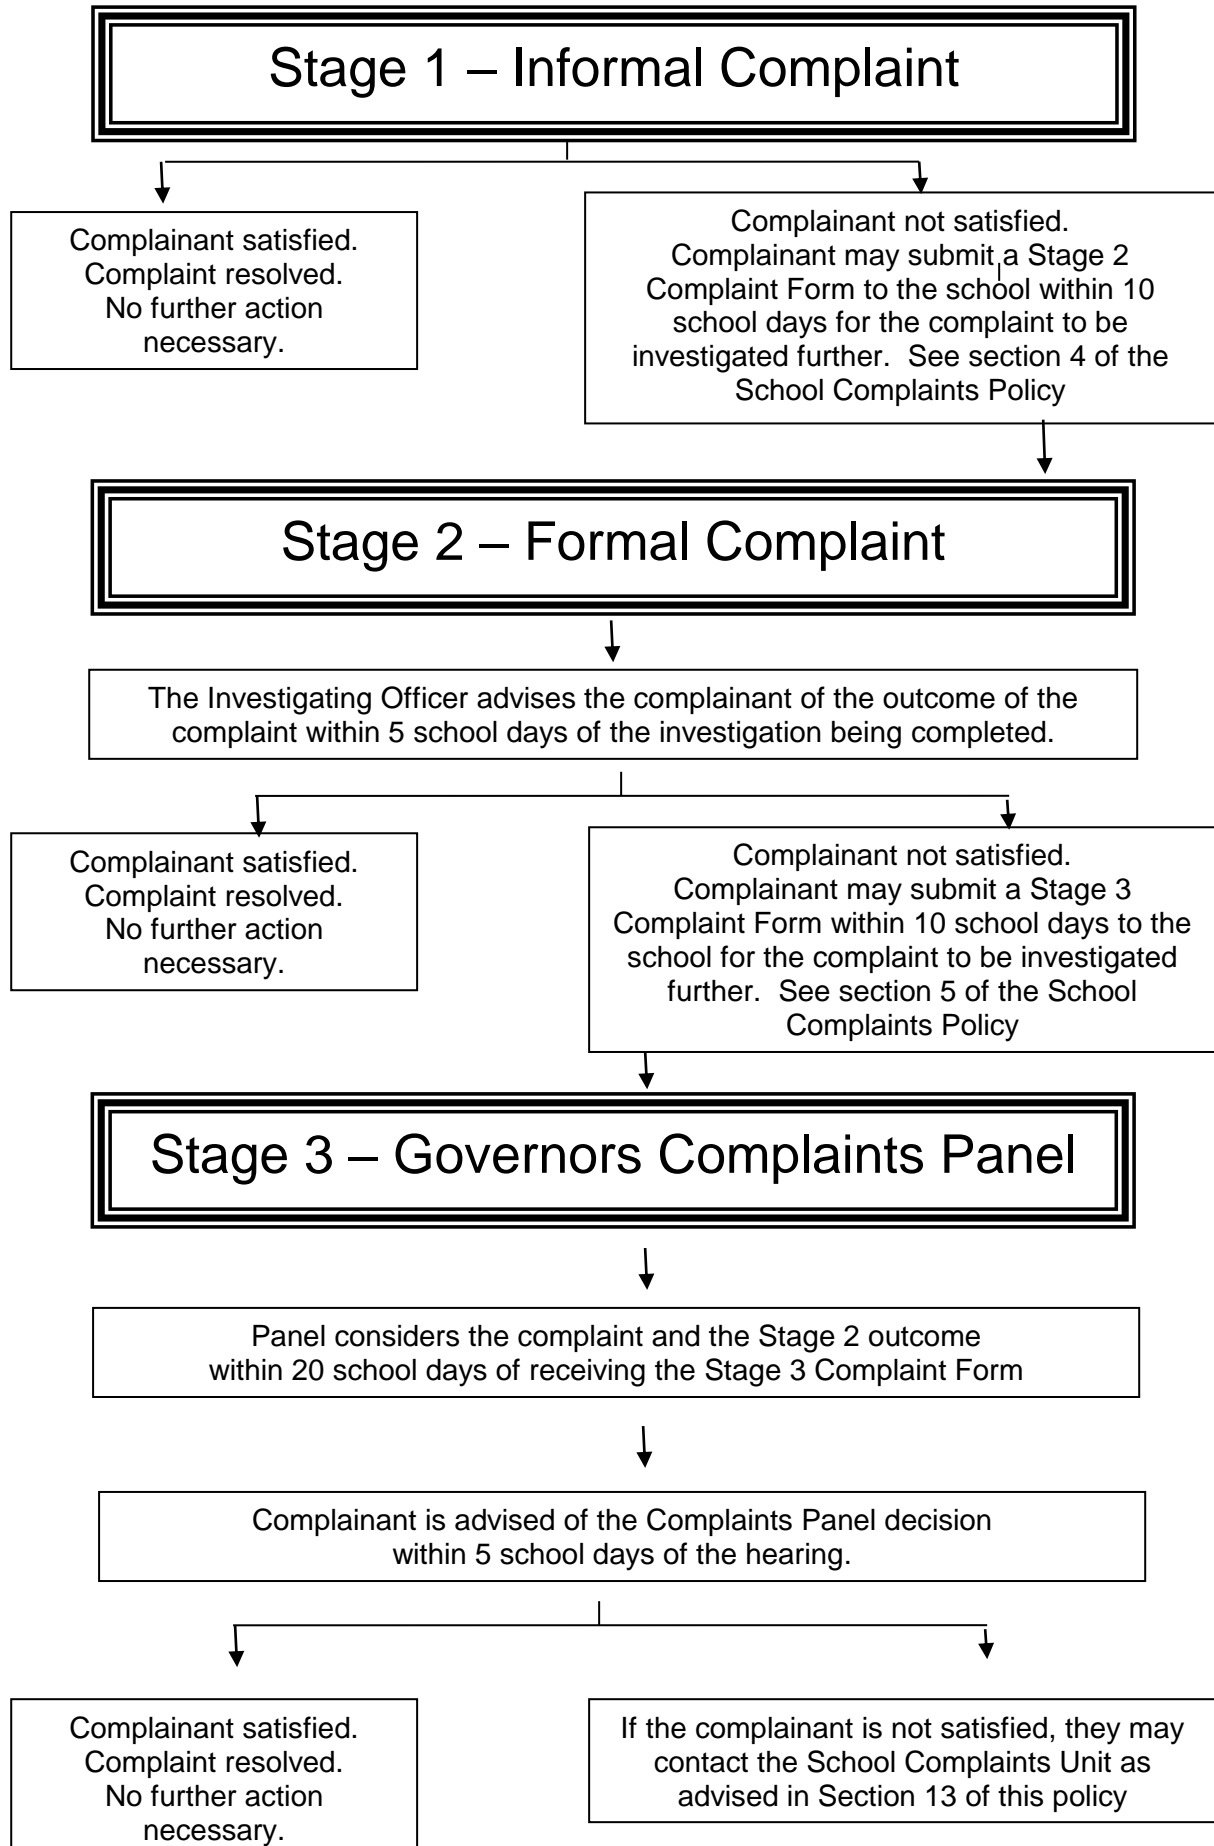 Stage 1 – Informal Complaint
Complainant satisfied.
Complaint resolved.
No further action
necessary.
Complainant not satisfied.
Complainant may submit a Stage 2
Complaint Form to the school within 10
school days for the complaint to be
investigated further.  See section 4 of the
School Complaints Policy
Stage 2 – Formal Complaint
The Investigating Officer advises the complainant of the outcome of the
complaint within 5 school days of the investigation being completed.
Complainant satisfied.
Complaint resolved.
No further action
necessary.
Complainant not satisfied.
Complainant may submit a Stage 3
Complaint Form within 10 school days to the
school for the complaint to be investigated
further.  See section 5 of the School
Complaints Policy
Stage 3 – Governors Complaints Panel
Panel considers the complaint and the Stage 2 outcome
within 20 school days of receiving the Stage 3 Complaint Form
Complainant is advised of the Complaints Panel decision
within 5 school days of the hearing.
Complainant satisfied.
Complaint resolved.
No further action
necessary.
If the complainant is not satisfied, they may
contact the School Complaints Unit as
advised in Section 13 of this policy